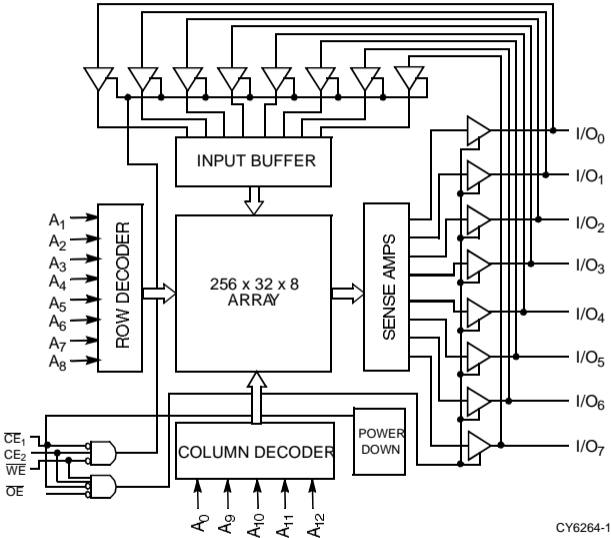 INPUT BUFFER
I/O0
I/O1
I/O2
I/O3
I/O4
I/O5
I/O6
I/O7
A1
A2
A3
A4
A5
A6
A7
A8
ROW DECODER
256 x 32 x 8
ARRAY
SENSE AMPS
CE1
CE2
WE
OE
COLUMN DECODER
POWER
DOWN
A0
A9
A10
A11
A12
CY6264-1